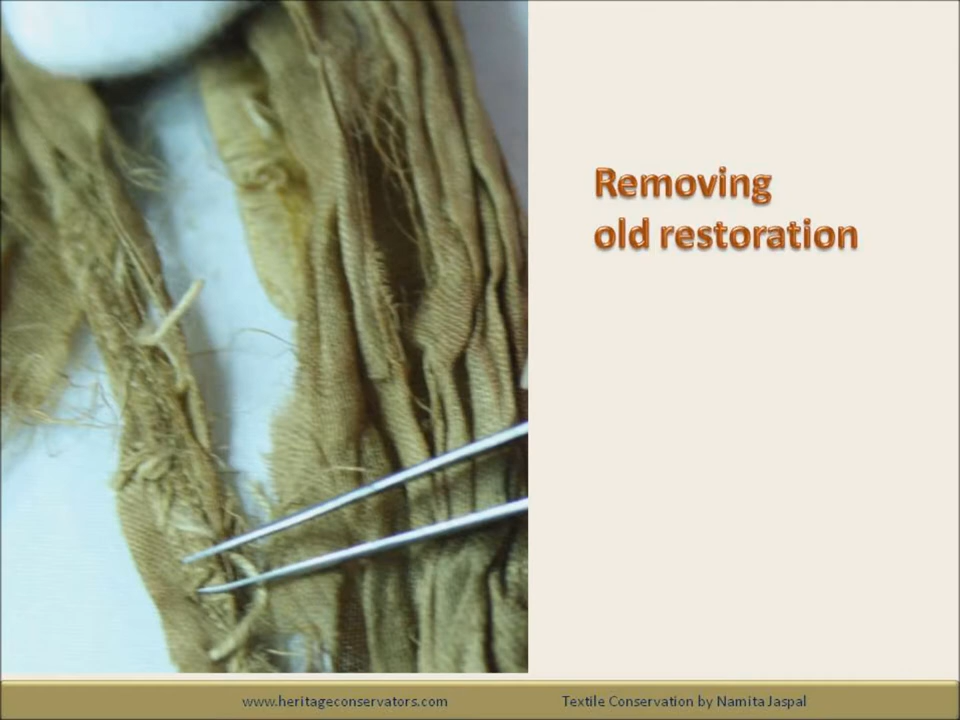 Removing
old restoration
www.heritageconservators.com
Textile Conservation by Namita Jaspal